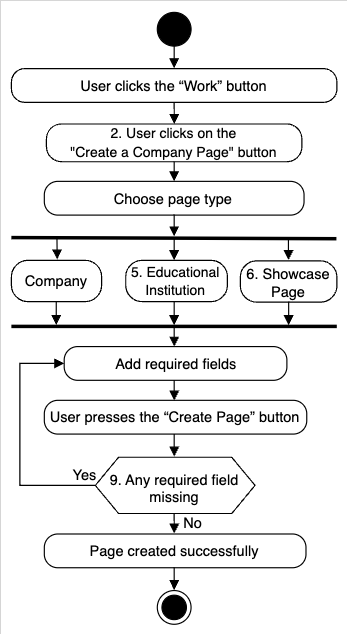 User clicks the “Work” button
2. User clicks on the
"Create a Company Page" button
Choose page type
Company
5. Educational
Institution
6. Showcase
Page
Add required fields
User presses the “Create Page” button
Yes
9. Any required field
missing
No
Page created successfully